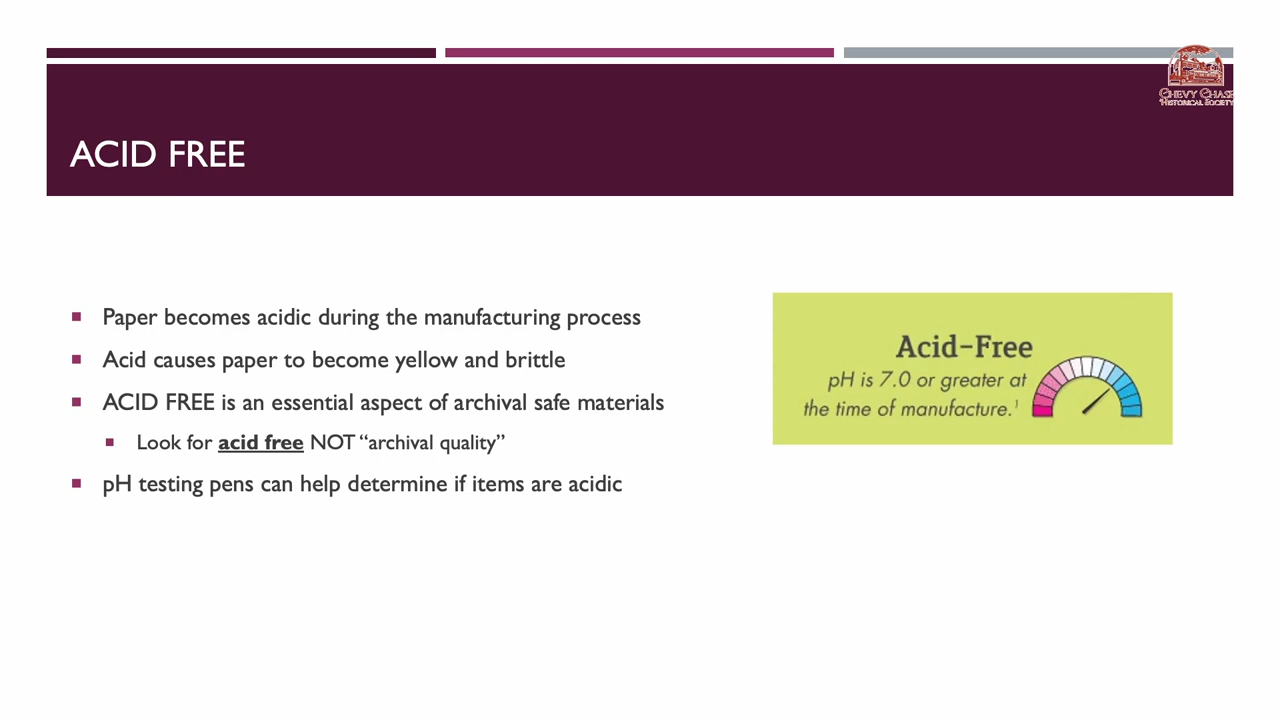 CHEVY CHASE
HISTORICAL SOCIETY
ACID FREE
Paper becomes acidic during the manufacturing process
Acid causes paper to become yellow and brittle
ACID FREE is an essential aspect of archival safe materials
Look for acid free NOT “archival quality”
pH testing pens can help determine if items are acidic
Acid-Free
pH is 7.0 or greater at
the time of manufacture.¹